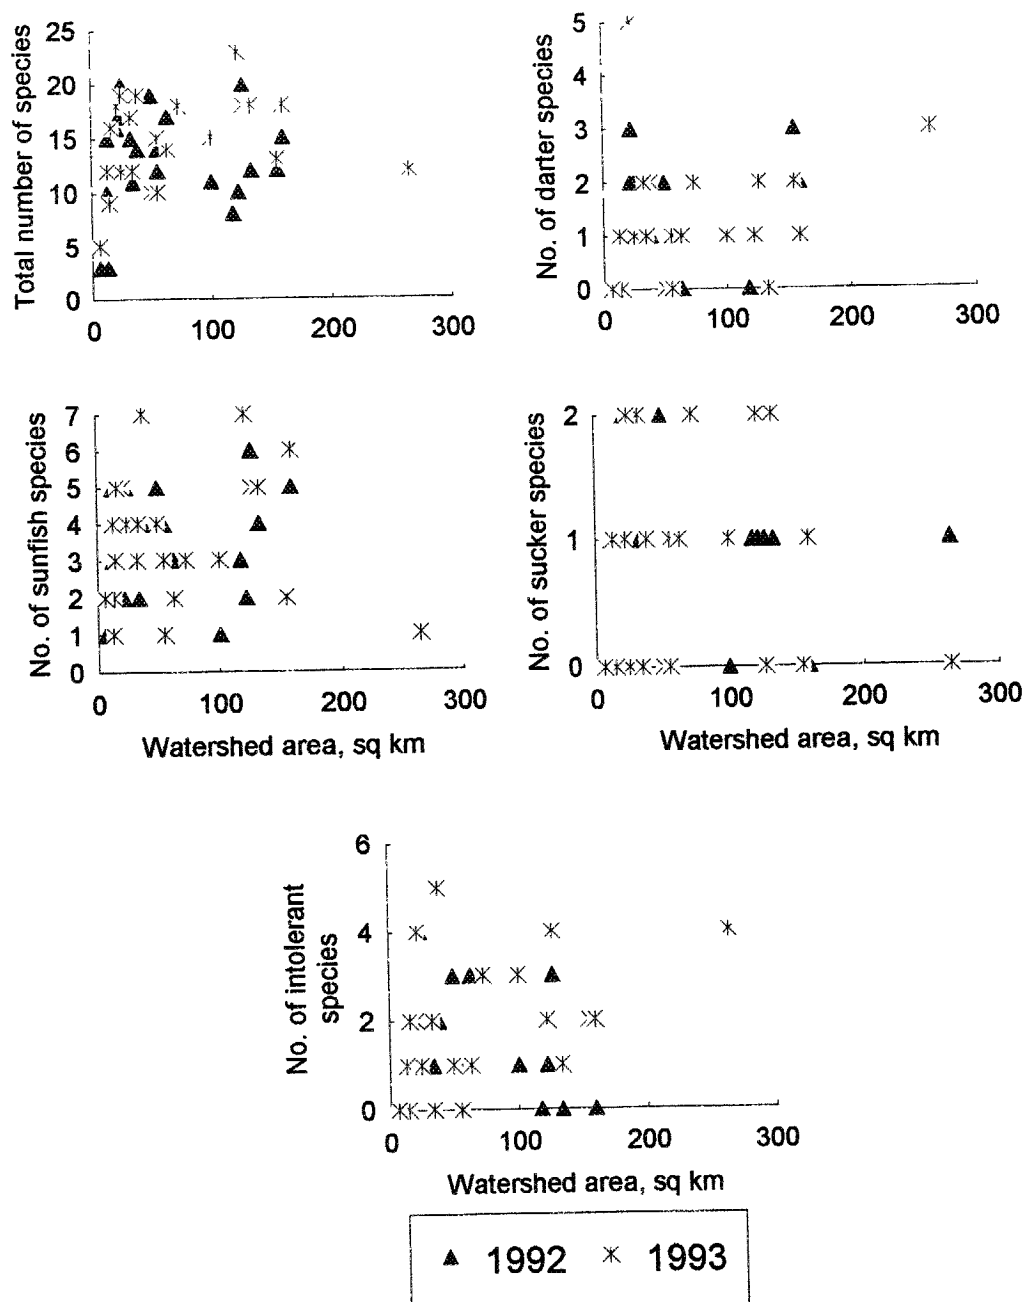 Total number of species
25
20
15
10
5
0
0 100 200 300
No. of darter species
5
4
3
2
1
0
0 100 200 300
No. of sunfish species
7
6
5
4
3
2
1
0
0 100 200 300
Watershed area, sq km
No. of sucker species
2
1
0
0 100 200 300
Watershed area, sq km
No. of intolerant
species
6
4
2
0
0 100 200 300
Watershed area, sq km
1992 1993